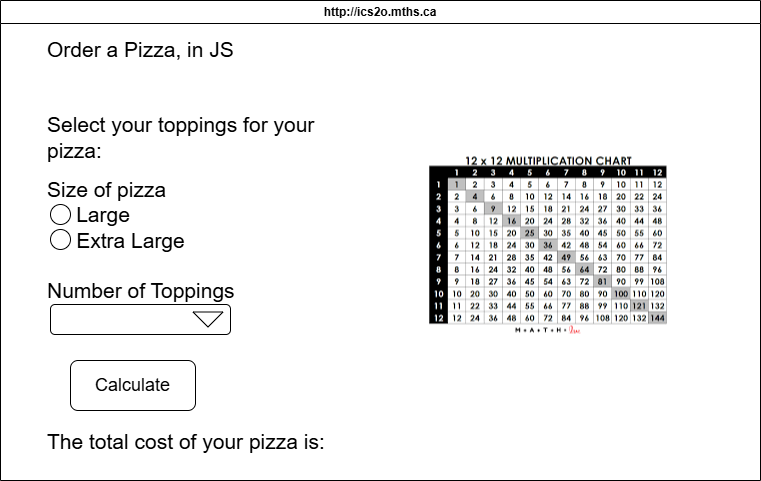 http://ics2o.mths.ca
Order a Pizza, in JS
Select your toppings for your
pizza:
Size of pizza
Large
Extra Large
Number of Toppings
Calculate
The total cost of your pizza is:
12 x 12 MULTIPLICATION CHART
1 2 3 4 5 6 7 8 9 10 11 12
1 1 2 3 4 5 6 7 8 9 10 11 12
2 2 4 6 8 10 12 14 16 18 20 22 24
3 3 6 9 12 15 18 21 24 27 30 33 36
4 4 8 12 16 20 24 28 32 36 40 44 48
5 5 10 15 20 25 30 35 40 45 50 55 60
6 6 12 18 24 30 36 42 48 54 60 66 72
7 7 14 21 28 35 42 49 56 63 70 77 84
8 8 16 24 32 40 48 56 64 72 80 88 96
9 9 18 27 36 45 54 63 72 81 90 99 108
10 10 20 30 40 50 60 70 80 90 100 110 120
11 11 22 33 44 55 66 77 88 99 110 121 132
12 12 24 36 48 60 72 84 96 108 120 132 144
M • A • T • H •